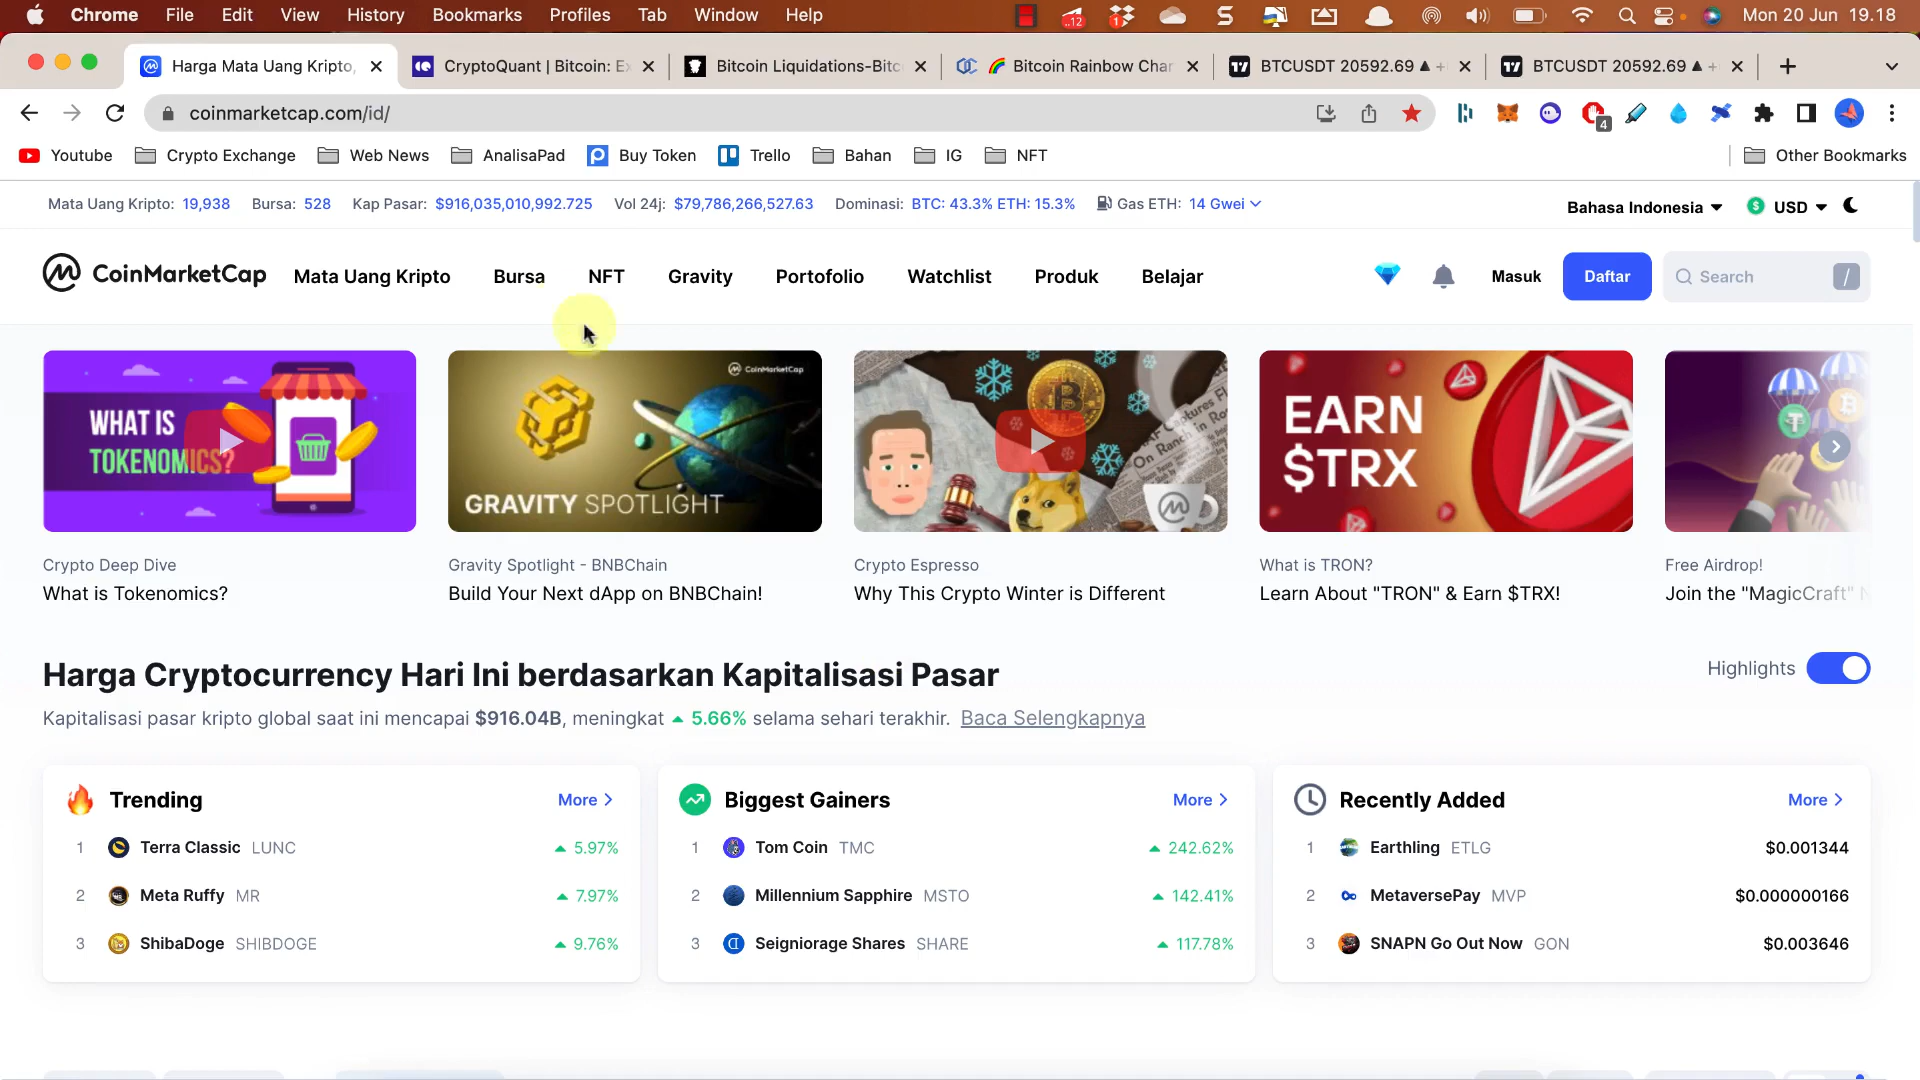 Chrome File Edit View History Bookmarks Profiles Tab Window Help Mon 20 Jun 19.18
Harga Mata Uang Kripto, CryptoQuant | Bitcoin: Ex Bitcoin Liquidations-Bitc Bitcoin Rainbow Char BTCUSDT 20592.69 ▲ + BTCUSDT 20592.69 ▲ +
coinmarketcap.com/id/
Youtube Crypto Exchange Web News AnalisaPad Buy Token Trello Bahan IG NFT Other Bookmarks
Mata Uang Kripto: 19,938 Bursa: 528 Kap Pasar: $916,035,010,992.725 Vol 24j: $79,786,266,527.63 Dominasi: BTC: 43.3% ETH: 15.3% Gas ETH: 14 Gwei
Bahasa Indonesia USD
CoinMarketCap Mata Uang Kripto Bursa NFT Gravity Portofolio Watchlist Produk Belajar Masuk Daftar Search /
WHAT IS
TOKENOMICS?
CoinMarketCap
GRAVITY SPOTLIGHT
EARN
$TRX
Crypto Deep Dive
What is Tokenomics?
Gravity Spotlight - BNBChain
Build Your Next dApp on BNBChain!
Crypto Espresso
Why This Crypto Winter is Different
What is TRON?
Learn About "TRON" & Earn $TRX!
Free Airdrop!
Join the "MagicCraft" N
Harga Cryptocurrency Hari Ini berdasarkan Kapitalisasi Pasar
Highlights
Kapitalisasi pasar kripto global saat ini mencapai $916.04B, meningkat ▲ 5.66% selama sehari terakhir. Baca Selengkapnya
Trending More >
1 Terra Classic LUNC ▲ 5.97%
2 Meta Ruffy MR ▲ 7.97%
3 ShibaDoge SHIBDOGE ▲ 9.76%
Biggest Gainers More >
1 Tom Coin TMC ▲ 242.62%
2 Millennium Sapphire MSTO ▲ 142.41%
3 Seigniorage Shares SHARE ▲ 117.78%
Recently Added More >
1 Earthling ETLG $0.001344
2 MetaversePay MVP $0.000000166
3 SNAPN Go Out Now GON $0.003646